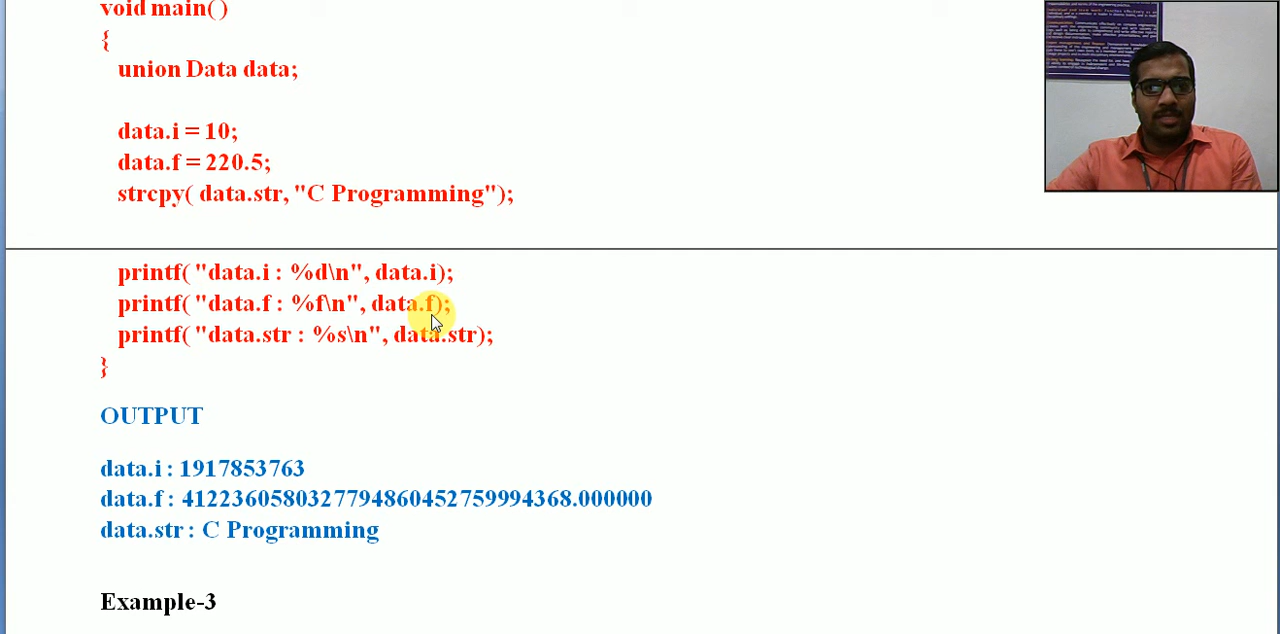 void main( )
{
union Data data;
data.i = 10;
data.f = 220.5;
strcpy( data.str, "C Programming");
printf( "data.i : %d\n", data.i);
printf( "data.f : %f\n", data.f);
printf( "data.str : %s\n", data.str);
}
OUTPUT
data.i : 1917853763
data.f : 4122360580327794860452759994368.000000
data.str : C Programming
Example-3